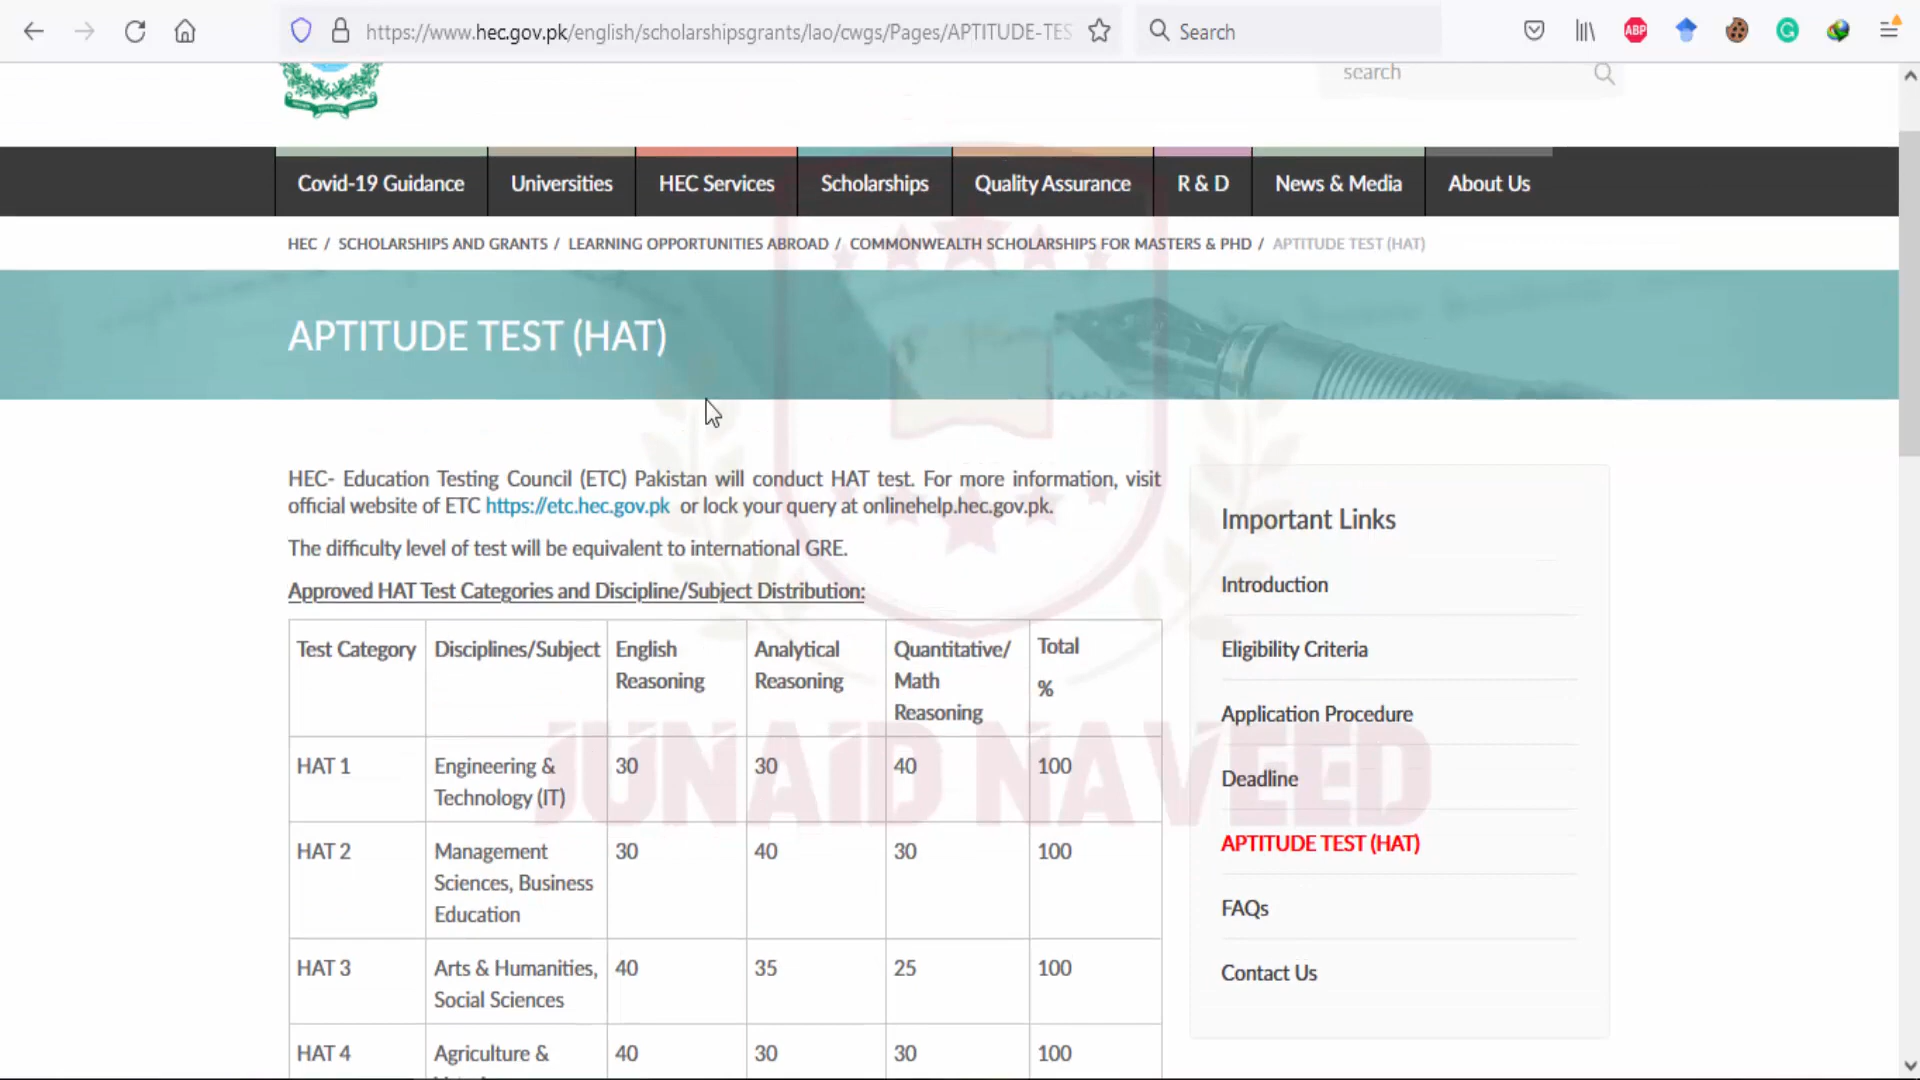 https://www.hec.gov.pk/english/scholarshipsgrants/lao/cwgs/Pages/APTITUDE-TES
Search
ABP
search
Covid-19 Guidance
Universities
HEC Services
Scholarships
Quality Assurance
R & D
News & Media
About Us
HEC / SCHOLARSHIPS AND GRANTS / LEARNING OPPORTUNITIES ABROAD / COMMONWEALTH SCHOLARSHIPS FOR MASTERS & PHD / APTITUDE TEST (HAT)
APTITUDE TEST (HAT)
HEC- Education Testing Council (ETC) Pakistan will conduct HAT test. For more information, visit
official website of ETC https://etc.hec.gov.pk or lock your query at onlinehelp.hec.gov.pk.
The difficulty level of test will be equivalent to international GRE.
Approved HAT Test Categories and Discipline/Subject Distribution:
Test Category
Disciplines/Subject
English
Reasoning
Analytical
Reasoning
Quantitative/
Math
Reasoning
Total
%
HAT 1
Engineering &
Technology (IT)
30
30
40
100
HAT 2
Management
Sciences, Business
Education
30
40
30
100
HAT 3
Arts & Humanities,
Social Sciences
40
35
25
100
HAT 4
Agriculture &
40
30
30
100
Important Links
Introduction
Eligibility Criteria
Application Procedure
Deadline
APTITUDE TEST (HAT)
FAQs
Contact Us
JUNAID NAVEED